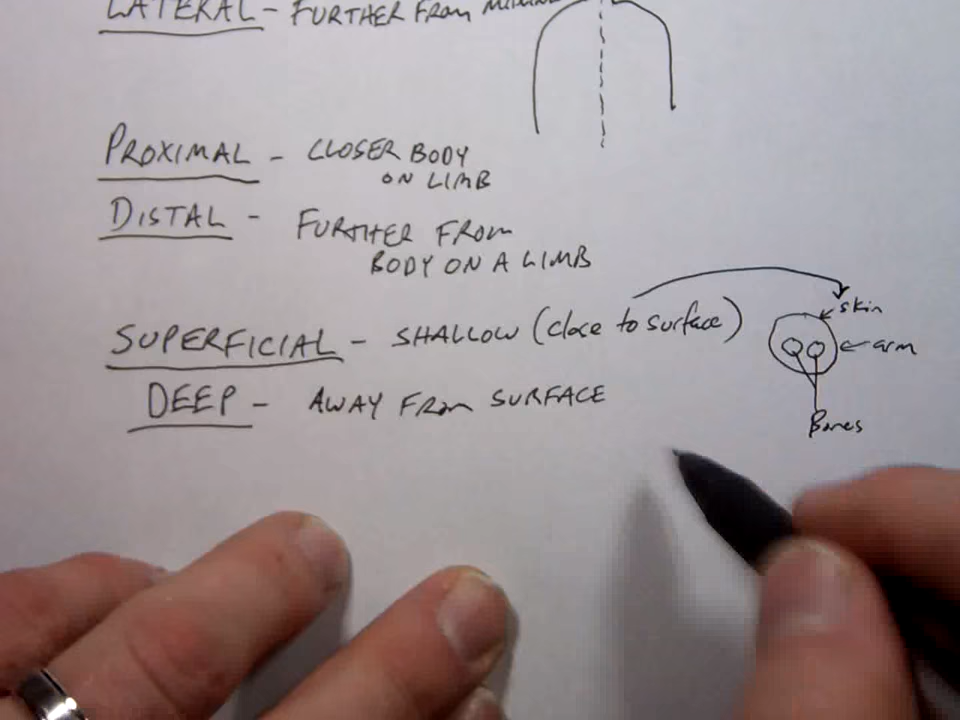 LATERAL - FURTHER FROM MIDLINE
PROXIMAL - CLOSER BODY
ON LIMB
DISTAL - FURTHER FROM
BODY ON A LIMB
SUPERFICIAL - SHALLOW (close to surface)
skin
arm
DEEP - AWAY FROM SURFACE
Bones